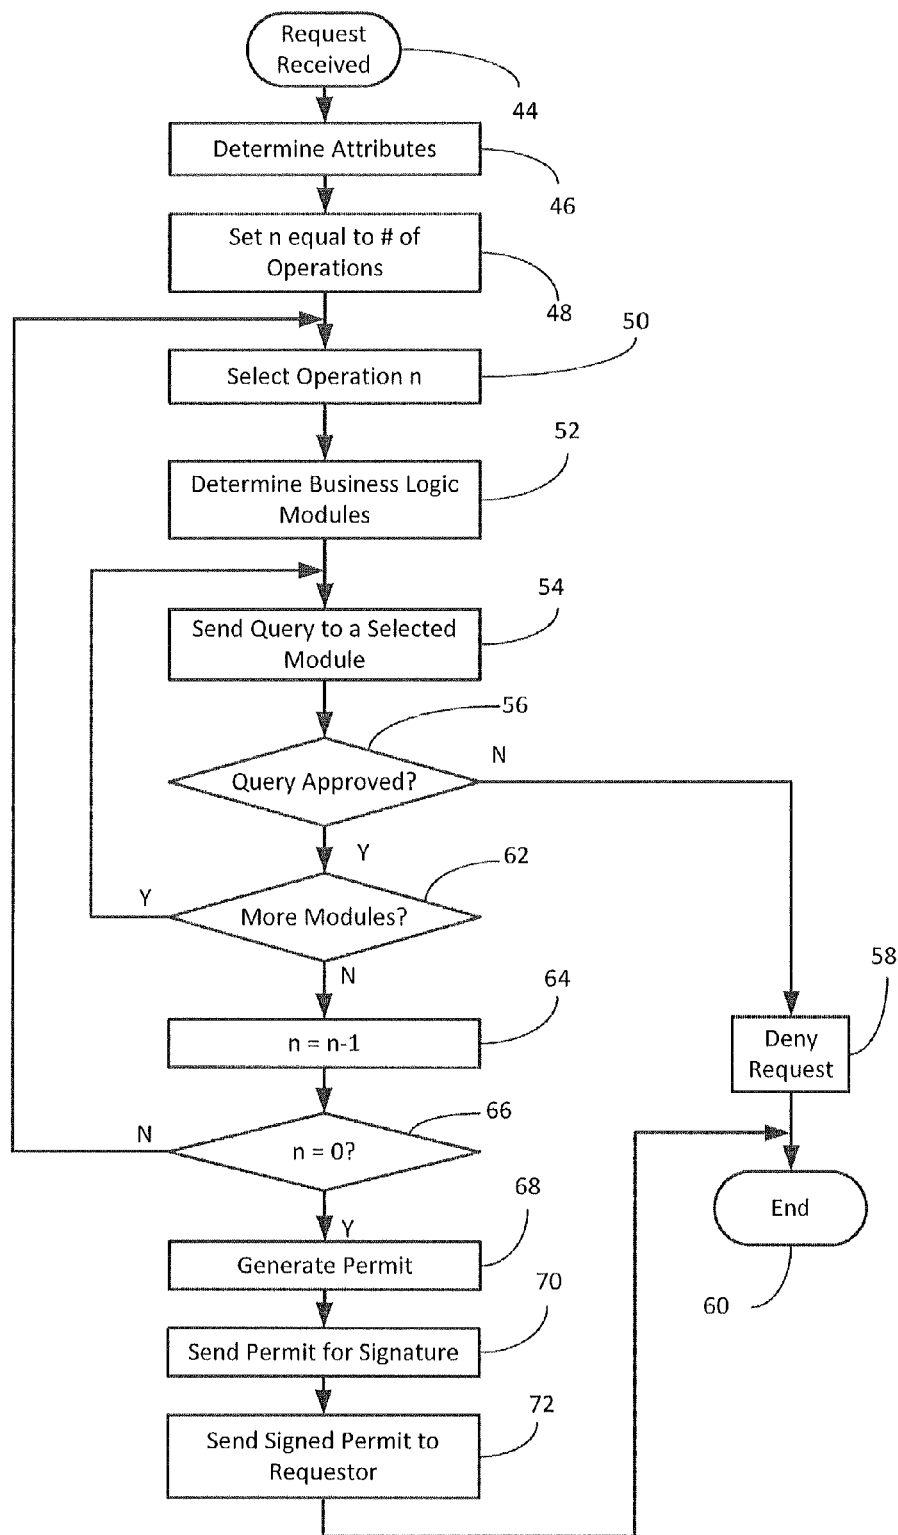 Request
Received
44
Determine Attributes
46
Set n equal to # of
Operations
48
50
Select Operation n
52
Determine Business Logic
Modules
54
Send Query to a Selected
Module
56
N
Query Approved?
Y
62
Y
More Modules?
N
64
58
n = n-1
Deny
Request
66
N
n = 0?
68
Y
End
Generate Permit
70
60
Send Permit for Signature
72
Send Signed Permit to
Requestor